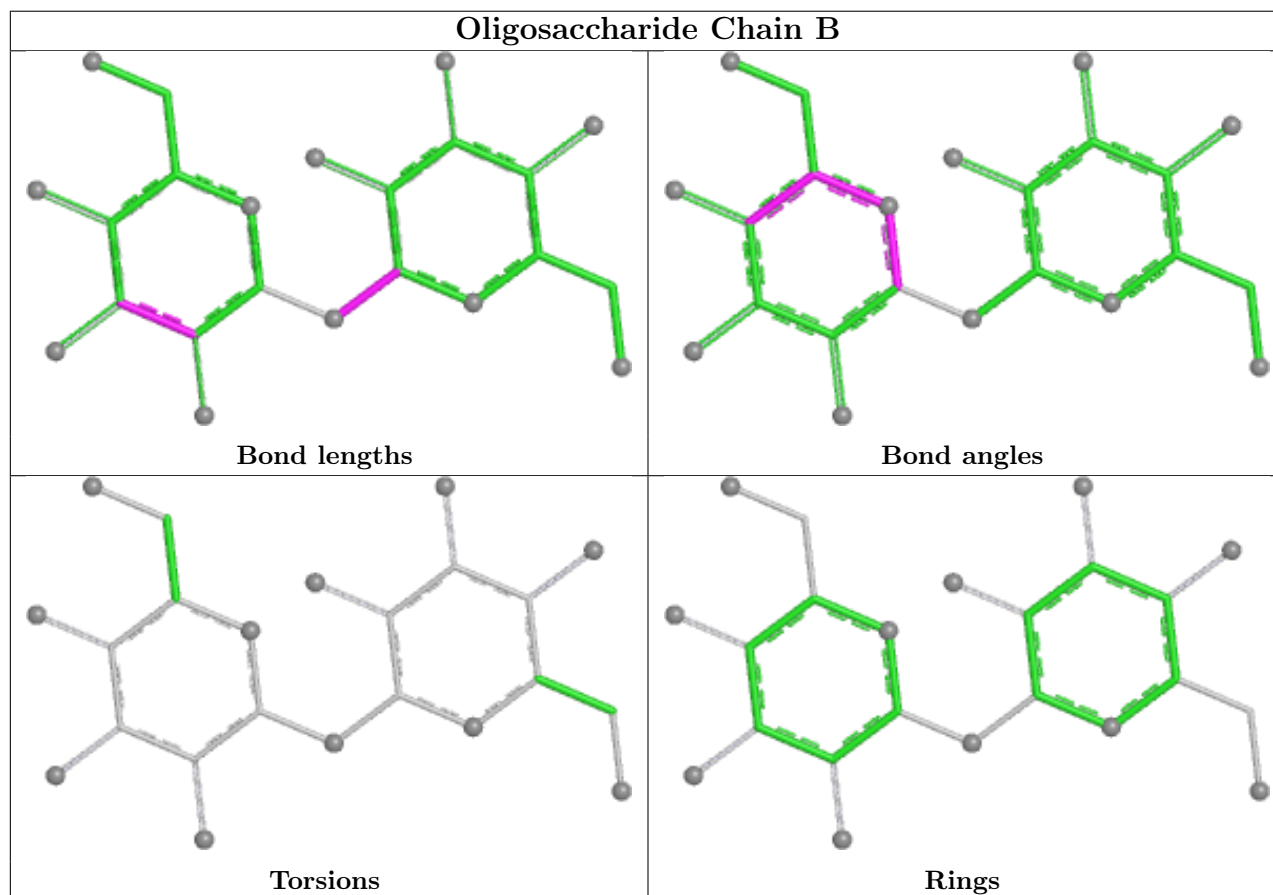 Oligosaccharide Chain B
Bond lengths
Bond angles
Torsions
Rings